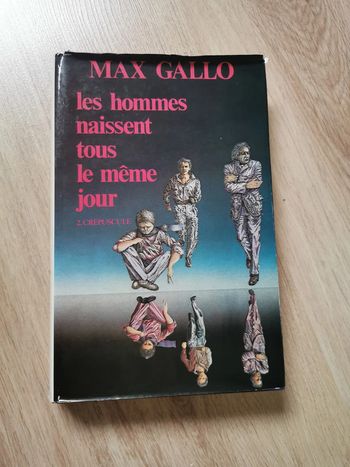 MAX GALLO
les hommes
naissent
tous
le même
jour
2. CRÉPUSCULE